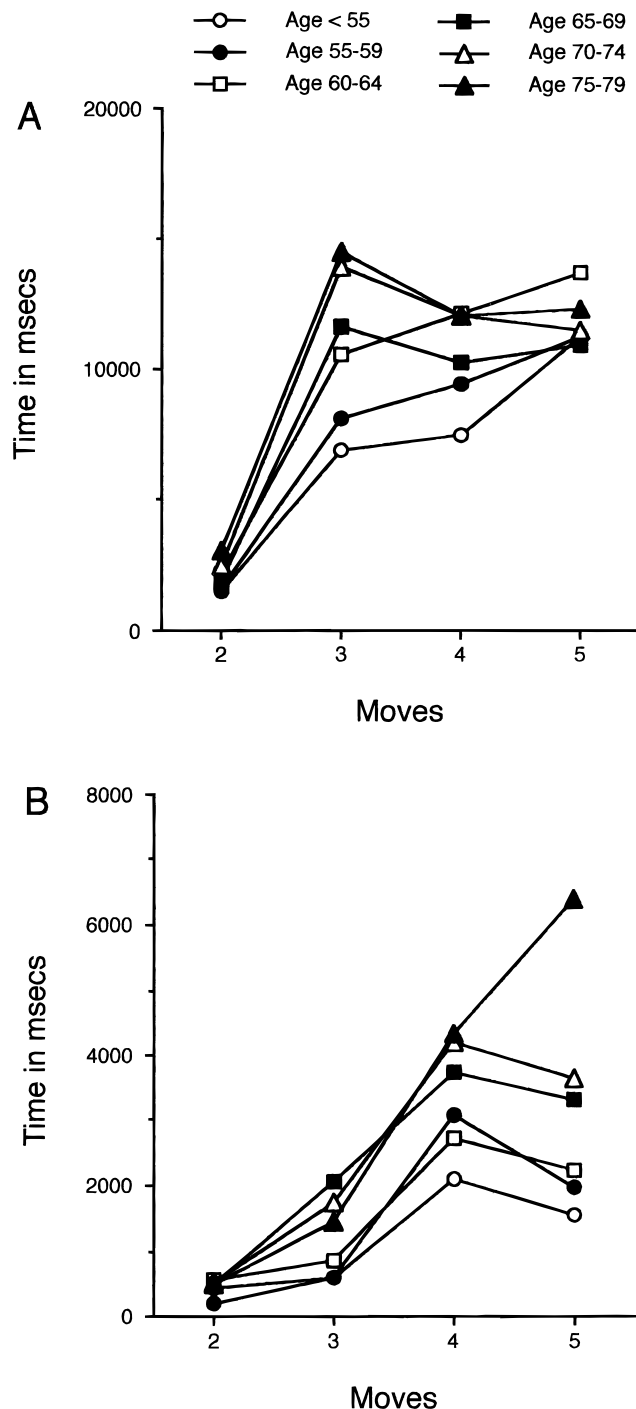 Age < 55
Age 55-59
Age 60-64
Age 65-69
Age 70-74
Age 75-79
A
20000
10000
0
Time in msecs
2 3 4 5
Moves
B
8000
6000
4000
2000
0
Time in msecs
2 3 4 5
Moves